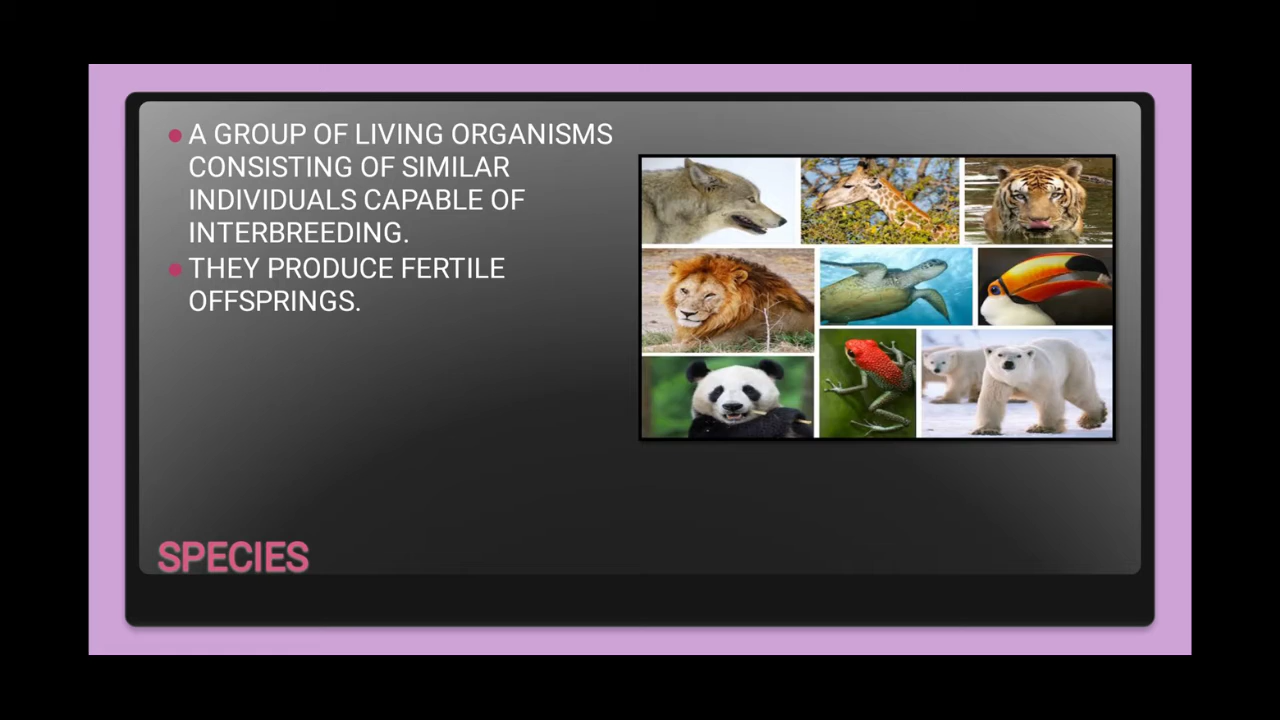 A GROUP OF LIVING ORGANISMS
CONSISTING OF SIMILAR
INDIVIDUALS CAPABLE OF
INTERBREEDING.
THEY PRODUCE FERTILE
OFFSPRINGS.
SPECIES